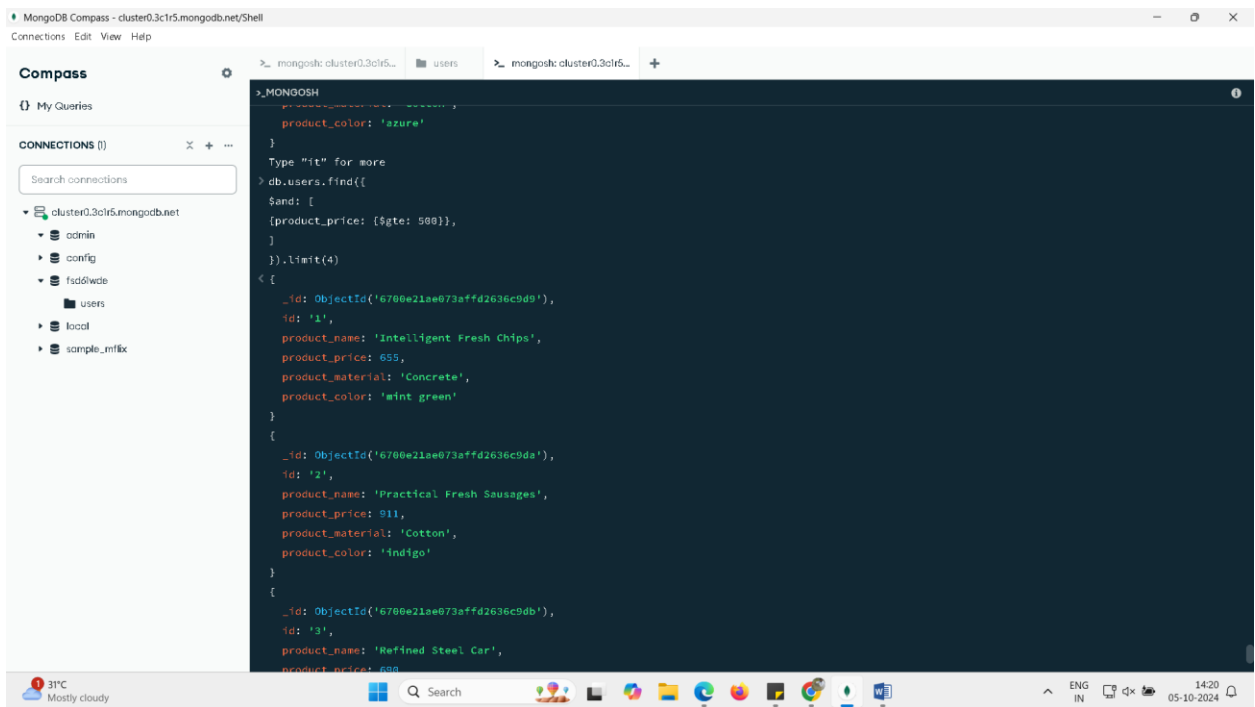 MongoDB Compass - cluster0.3c1r5.mongodb.net/Shell
Connections Edit View Help
Compass
>_ mongosh: cluster0.3c1r5...
users
>_ mongosh: cluster0.3c1r5...
{} My Queries
CONNECTIONS (1)
Search connections
cluster0.3c1r5.mongodb.net
admin
config
fsd61wde
users
local
sample_mflix
>_MONGOSH
product_color: 'azure'
}
Type "it" for more
> db.users.find({
$and: [
{product_price: {$gte: 500}},
]
}).limit(4)
< {
_id: ObjectId('6700e21ae073affd2636c9d9'),
id: '1',
product_name: 'Intelligent Fresh Chips',
product_price: 655,
product_material: 'Concrete',
product_color: 'mint green'
}
{
_id: ObjectId('6700e21ae073affd2636c9da'),
id: '2',
product_name: 'Practical Fresh Sausages',
product_price: 911,
product_material: 'Cotton',
product_color: 'indigo'
}
{
_id: ObjectId('6700e21ae073affd2636c9db'),
id: '3',
product_name: 'Refined Steel Car',
product_price: 690
1
31°C
Mostly cloudy
Search
ENG
IN
14:20
05-10-2024